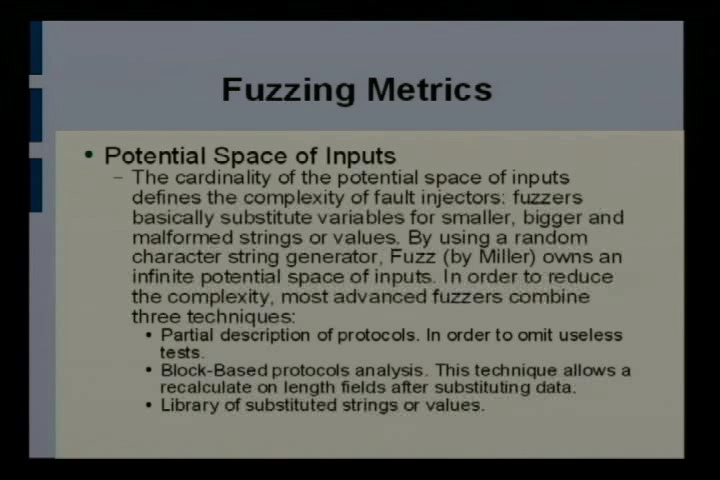 Fuzzing Metrics
• Potential Space of Inputs
– The cardinality of the potential space of inputs
defines the complexity of fault injectors: fuzzers
basically substitute variables for smaller, bigger and
malformed strings or values. By using a random
character string generator, Fuzz (by Miller) owns an
infinite potential space of inputs. In order to reduce
the complexity, most advanced fuzzers combine
three techniques:
• Partial description of protocols. In order to omit useless
tests.
• Block-Based protocols analysis. This technique allows a
recalculate on length fields after substituting data.
• Library of substituted strings or values.